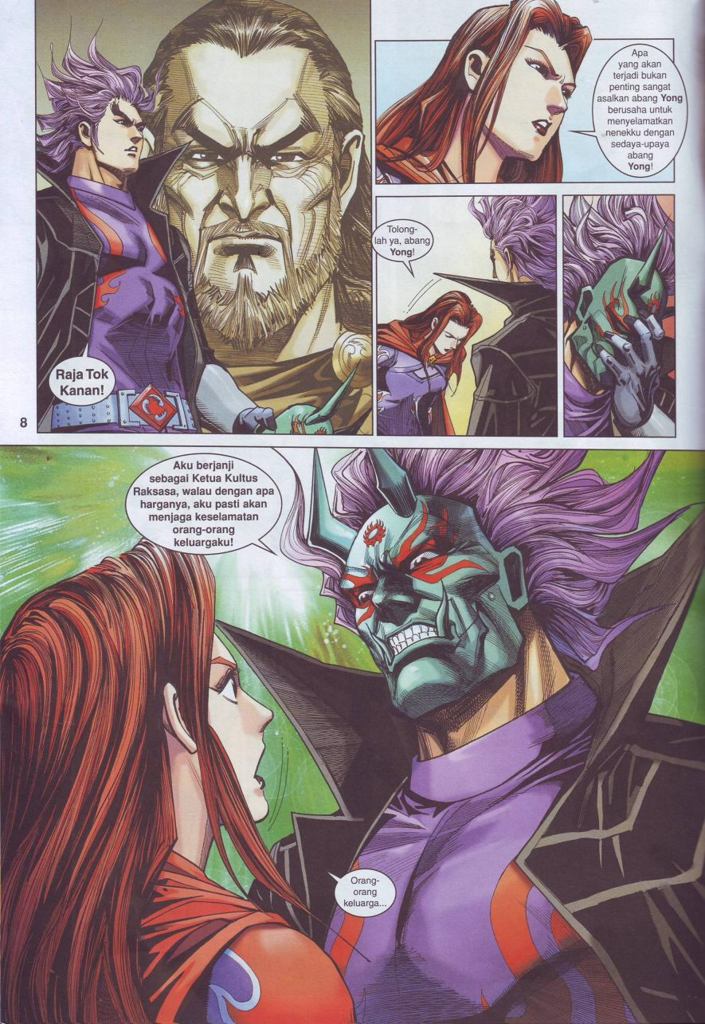 Raja Tok
Kanan!
Apa
yang akan
terjadi bukan
penting sangat
asalkan abang Yong
berusaha untuk
menyelamatkan
nenekku dengan
sedaya-upaya
abang
Yong!
Tolong-
lah ya, abang
Yong!
8
Aku berjanji
sebagai Ketua Kultus
Raksasa, walau dengan apa
harganya, aku pasti akan
menjaga keselamatan
orang-orang
keluargaku!
Orang-
orang
keluarga...